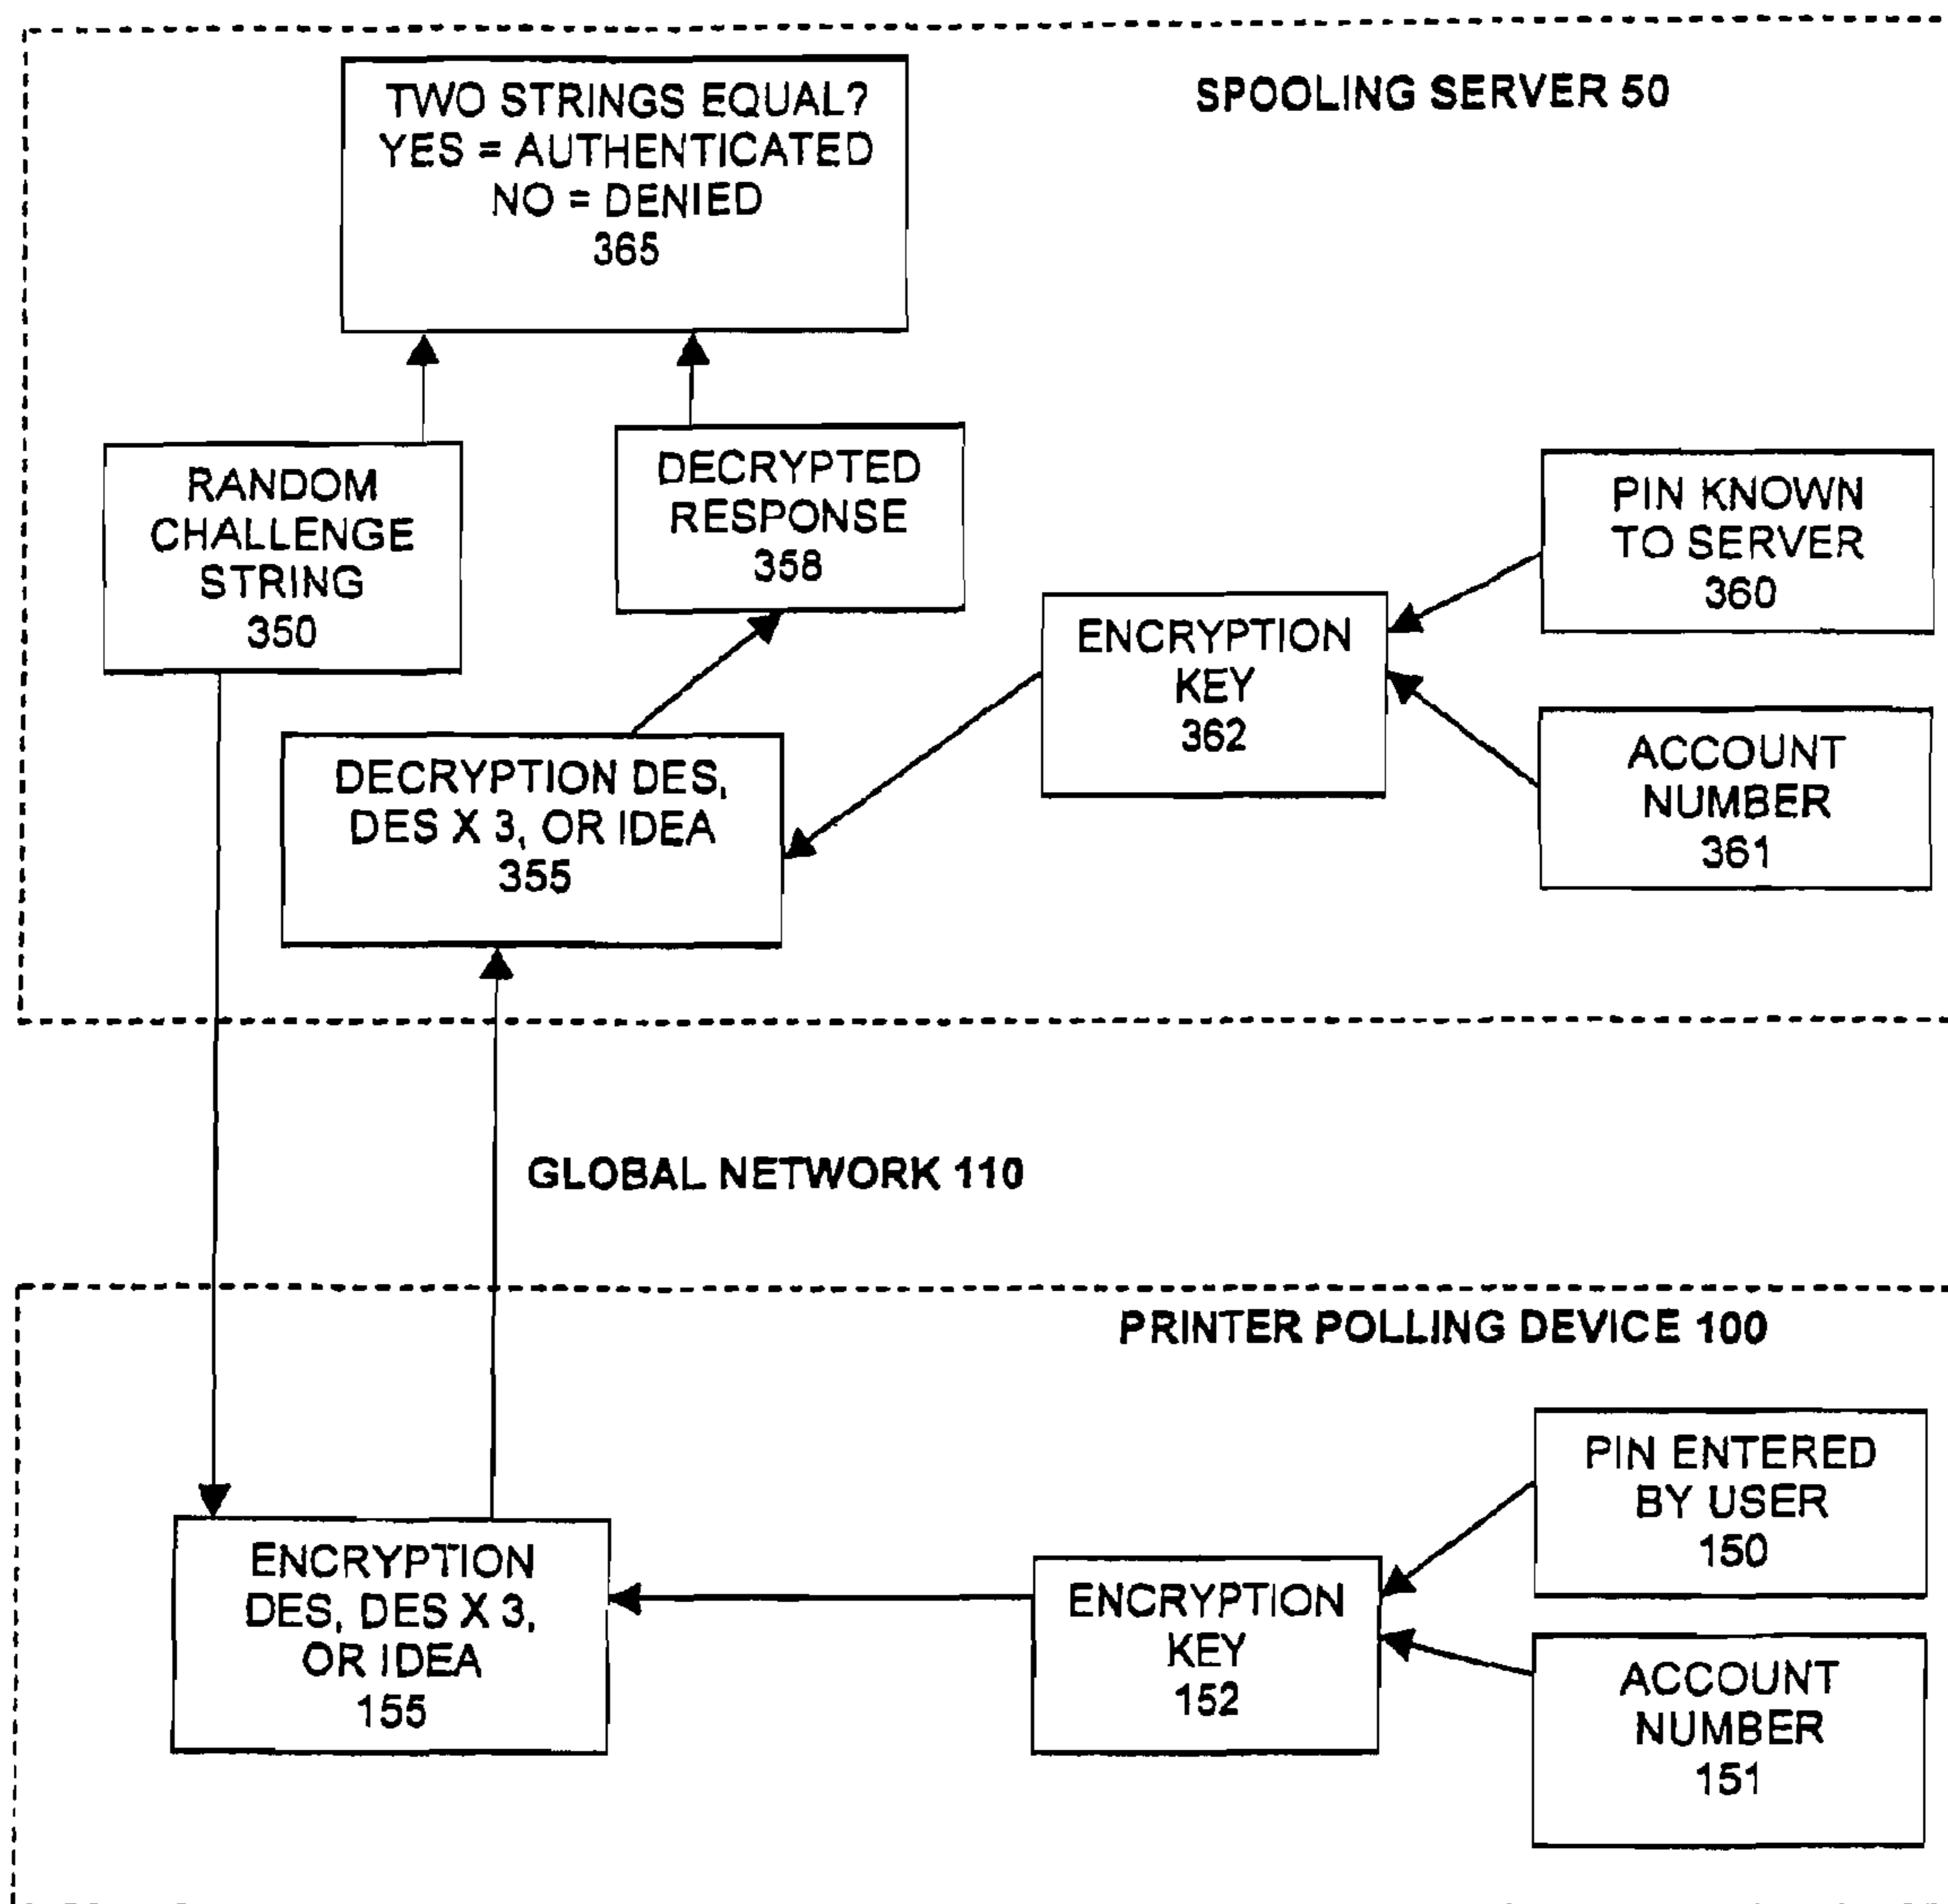 SPOOLING SERVER 50
TWO STRINGS EQUAL?
YES = AUTHENTICATED
NO = DENIED
365
RANDOM
CHALLENGE
STRING
350
DECRYPTED
RESPONSE
358
PIN KNOWN
TO SERVER
360
ENCRYPTION
KEY
362
ACCOUNT
NUMBER
361
DECRYPTION DES,
DES X 3, OR IDEA
355
GLOBAL NETWORK 110
PRINTER POLLING DEVICE 100
PIN ENTERED
BY USER
150
ENCRYPTION
DES, DES X 3,
OR IDEA
155
ENCRYPTION
KEY
152
ACCOUNT
NUMBER
151